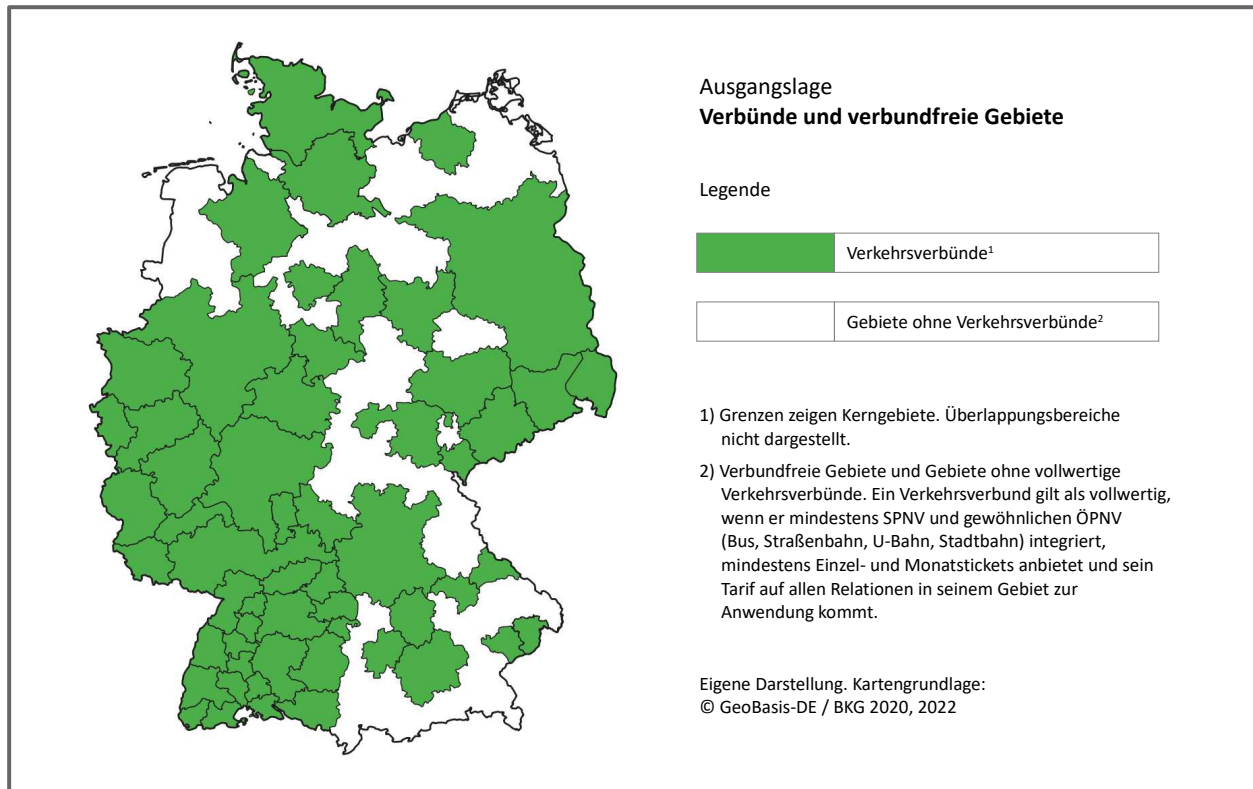 Ausgangslage
Verbünde und verbundfreie Gebiete
Legende
Verkehrsverbünde¹
Gebiete ohne Verkehrsverbünde²
1) Grenzen zeigen Kerngebiete. Überlappungsbereiche
nicht dargestellt.
2) Verbundfreie Gebiete und Gebiete ohne vollwertige
Verkehrsverbünde. Ein Verkehrsverbund gilt als vollwertig,
wenn er mindestens SPNV und gewöhnlichen ÖPNV
(Bus, Straßenbahn, U-Bahn, Stadtbahn) integriert,
mindestens Einzel- und Monatstickets anbietet und sein
Tarif auf allen Relationen in seinem Gebiet zur
Anwendung kommt.
Eigene Darstellung. Kartengrundlage:
© GeoBasis-DE / BKG 2020, 2022